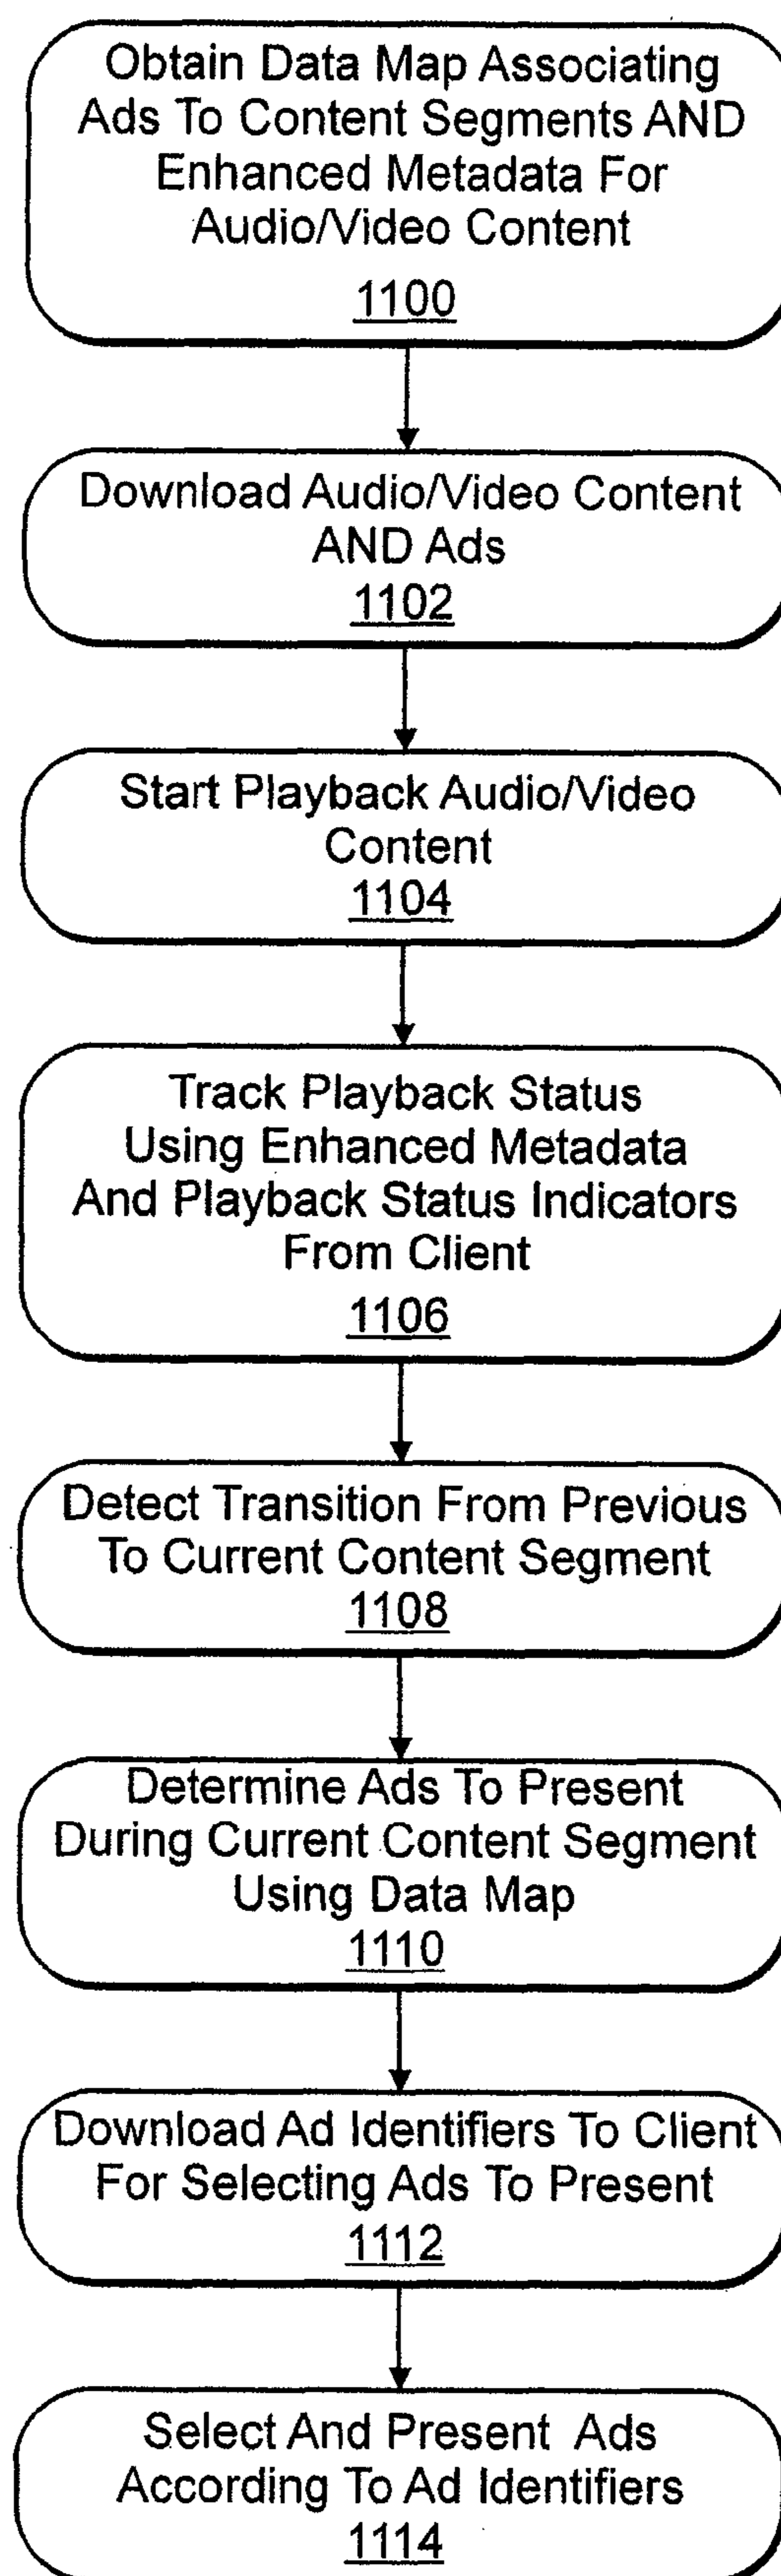 Obtain Data Map Associating
Ads To Content Segments AND
Enhanced Metadata For
Audio/Video Content
1100
Download Audio/Video Content
AND Ads
1102
Start Playback Audio/Video
Content
1104
Track Playback Status
Using Enhanced Metadata
And Playback Status Indicators
From Client
1106
Detect Transition From Previous
To Current Content Segment
1108
Determine Ads To Present
During Current Content Segment
Using Data Map
1110
Download Ad Identifiers To Client
For Selecting Ads To Present
1112
Select And Present Ads
According To Ad Identifiers
1114